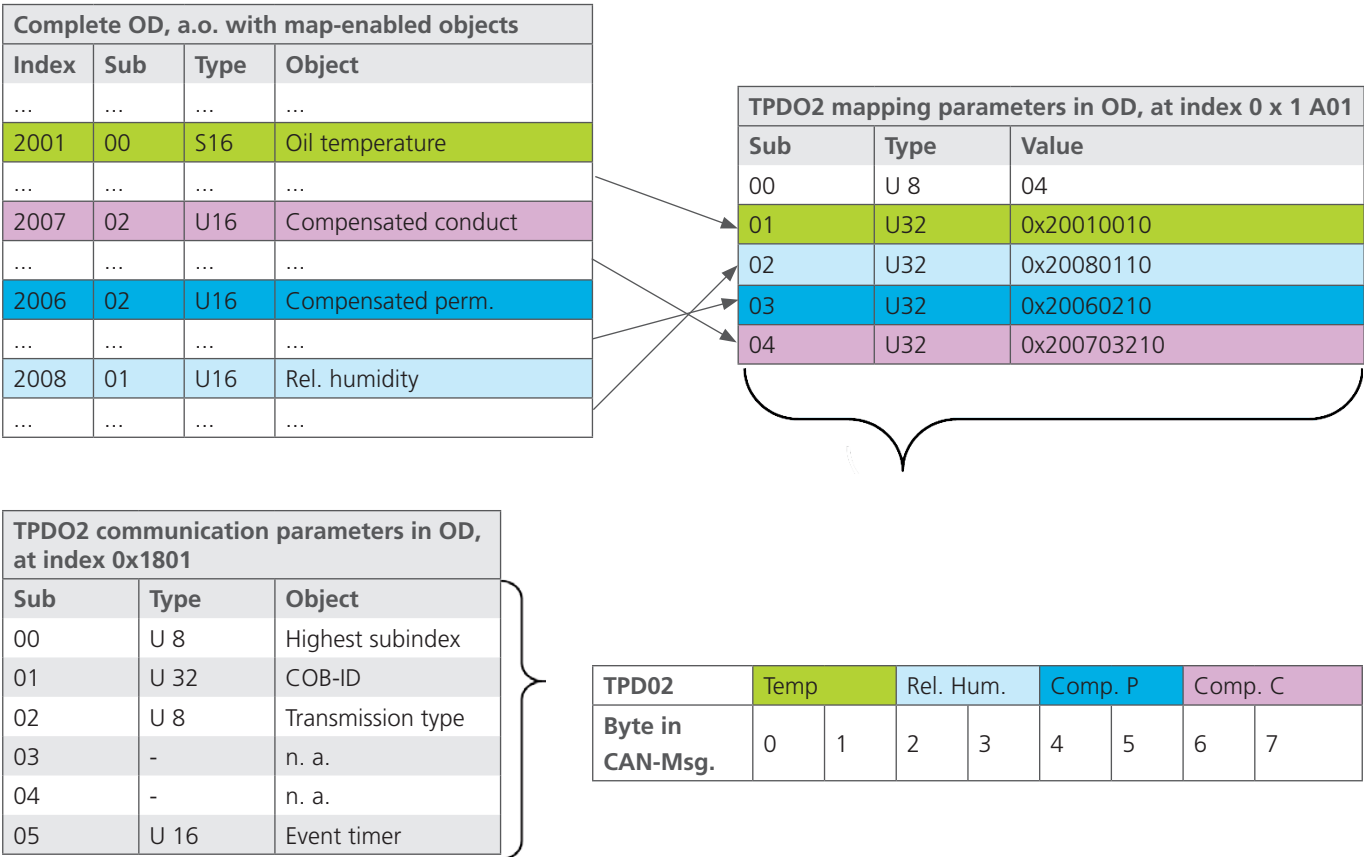 Complete OD, a.o. with map-enabled objects
Index Sub Type Object
... ... ... ...
2001 00 S16 Oil temperature
... ... ... ...
2007 02 U16 Compensated conduct
... ... ... ...
2006 02 U16 Compensated perm.
... ... ... ...
2008 01 U16 Rel. humidity
... ... ... ...
TPDO2 mapping parameters in OD, at index 0 x 1 A01
Sub Type Value
00 U 8 04
01 U32 0x20010010
02 U32 0x20080110
03 U32 0x20060210
04 U32 0x200703210
TPDO2 communication parameters in OD,
at index 0x1801
Sub Type Object
00 U 8 Highest subindex
01 U 32 COB-ID
02 U 8 Transmission type
03 - n. a.
04 - n. a.
05 U 16 Event timer
TPD02 Temp Rel. Hum. Comp. P Comp. C
Byte in
CAN-Msg.
0 1 2 3 4 5 6 7